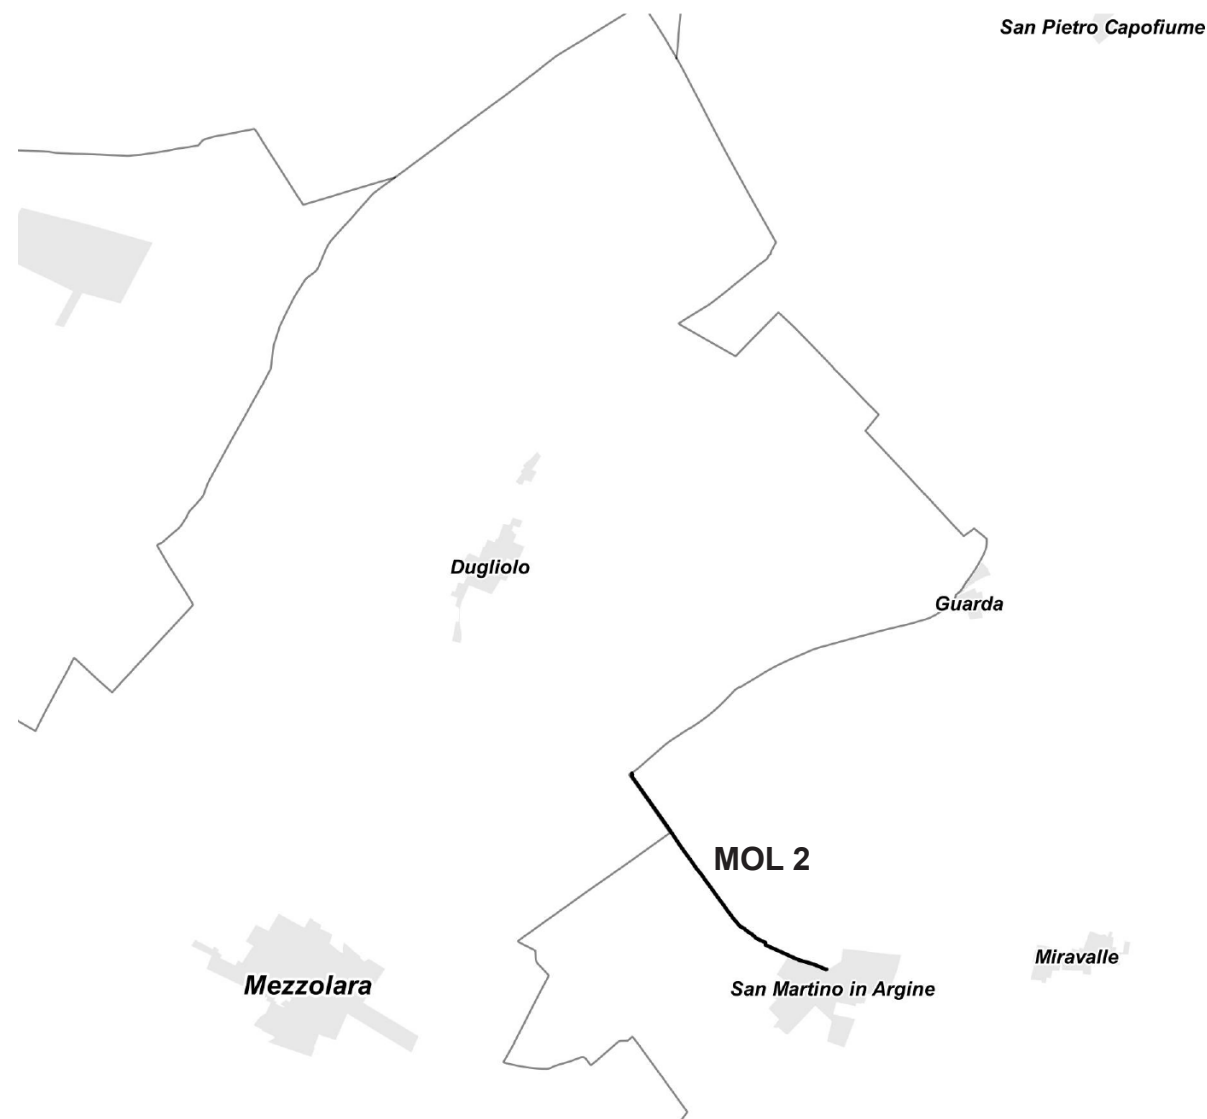 San Pietro Capofiume
Dugliolo
Guarda
MOL 2
Miravalle
Mezzolara
San Martino in Argine